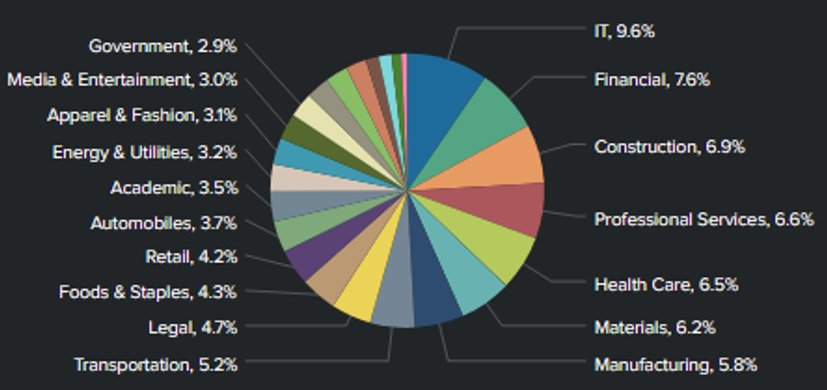 IT, 9.6%
Financial, 7.6%
Construction, 6.9%
Professional Services, 6.6%
Health Care, 6.5%
Materials, 6.2%
Manufacturing, 5.8%
Government, 2.9%
Media & Entertainment, 3.0%
Apparel & Fashion, 3.1%
Energy & Utilities, 3.2%
Academic, 3.5%
Automobiles, 3.7%
Retail, 4.2%
Foods & Staples, 4.3%
Legal, 4.7%
Transportation, 5.2%